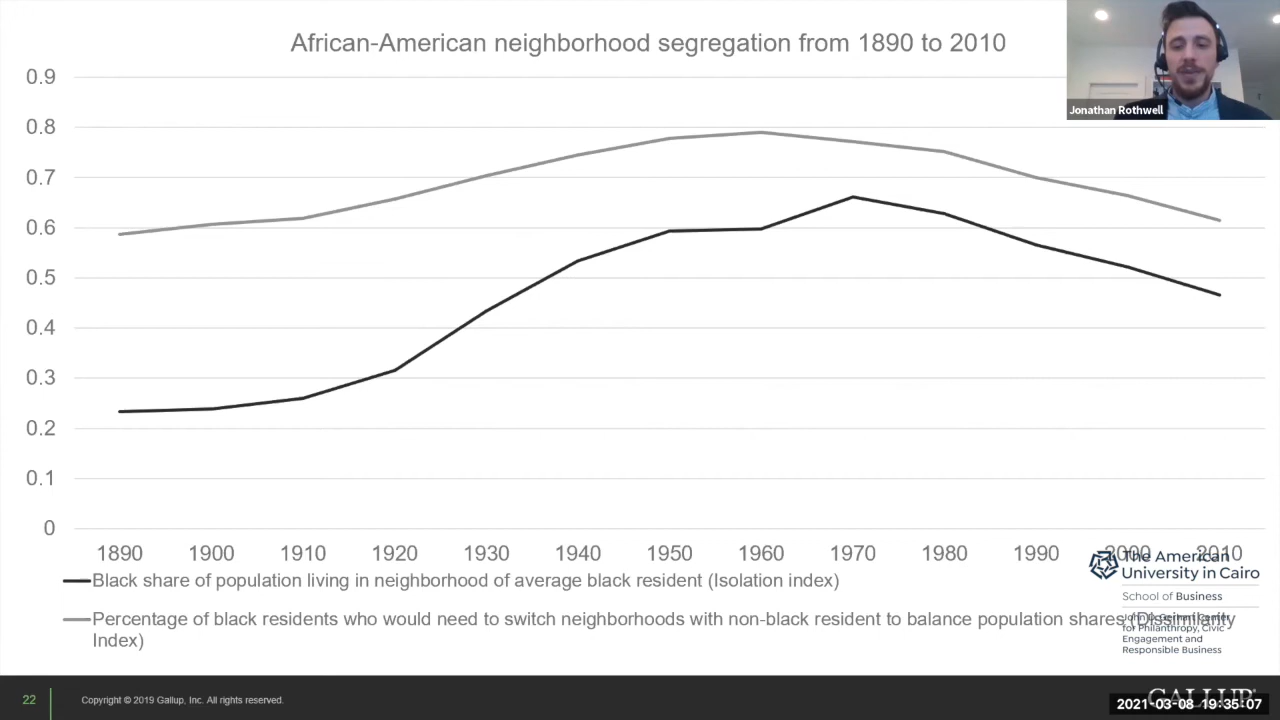 African-American neighborhood segregation from 1890 to 2010
Jonathan Rothwell
0.9
0.8
0.7
0.6
0.5
0.4
0.3
0.2
0.1
0
1890 1900 1910 1920 1930 1940 1950 1960 1970 1980 1990 2000 2010
Black share of population living in neighborhood of average black resident (Isolation index)
Percentage of black residents who would need to switch neighborhoods with non-black resident to balance population shares (Dissimilarity
Index)
The American
University in Cairo
School of Business
John D. Gerhart Center
for Philanthropy, Civic
Engagement and
Responsible Business
22
Copyright © 2019 Gallup, Inc. All rights reserved.
GALLUP
2021-03-08 19:35:07